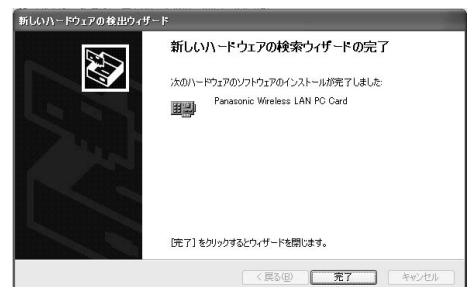 新しいハードウェアの検出ウィザード
新しいハードウェアの検索ウィザードの完了
次のハードウェアのソフトウェアのインストールが完了しました:
Panasonic Wireless LAN PC Card
[完了] をクリックするとウィザードを閉じます。
< 戻る(B)
完了
キャンセル